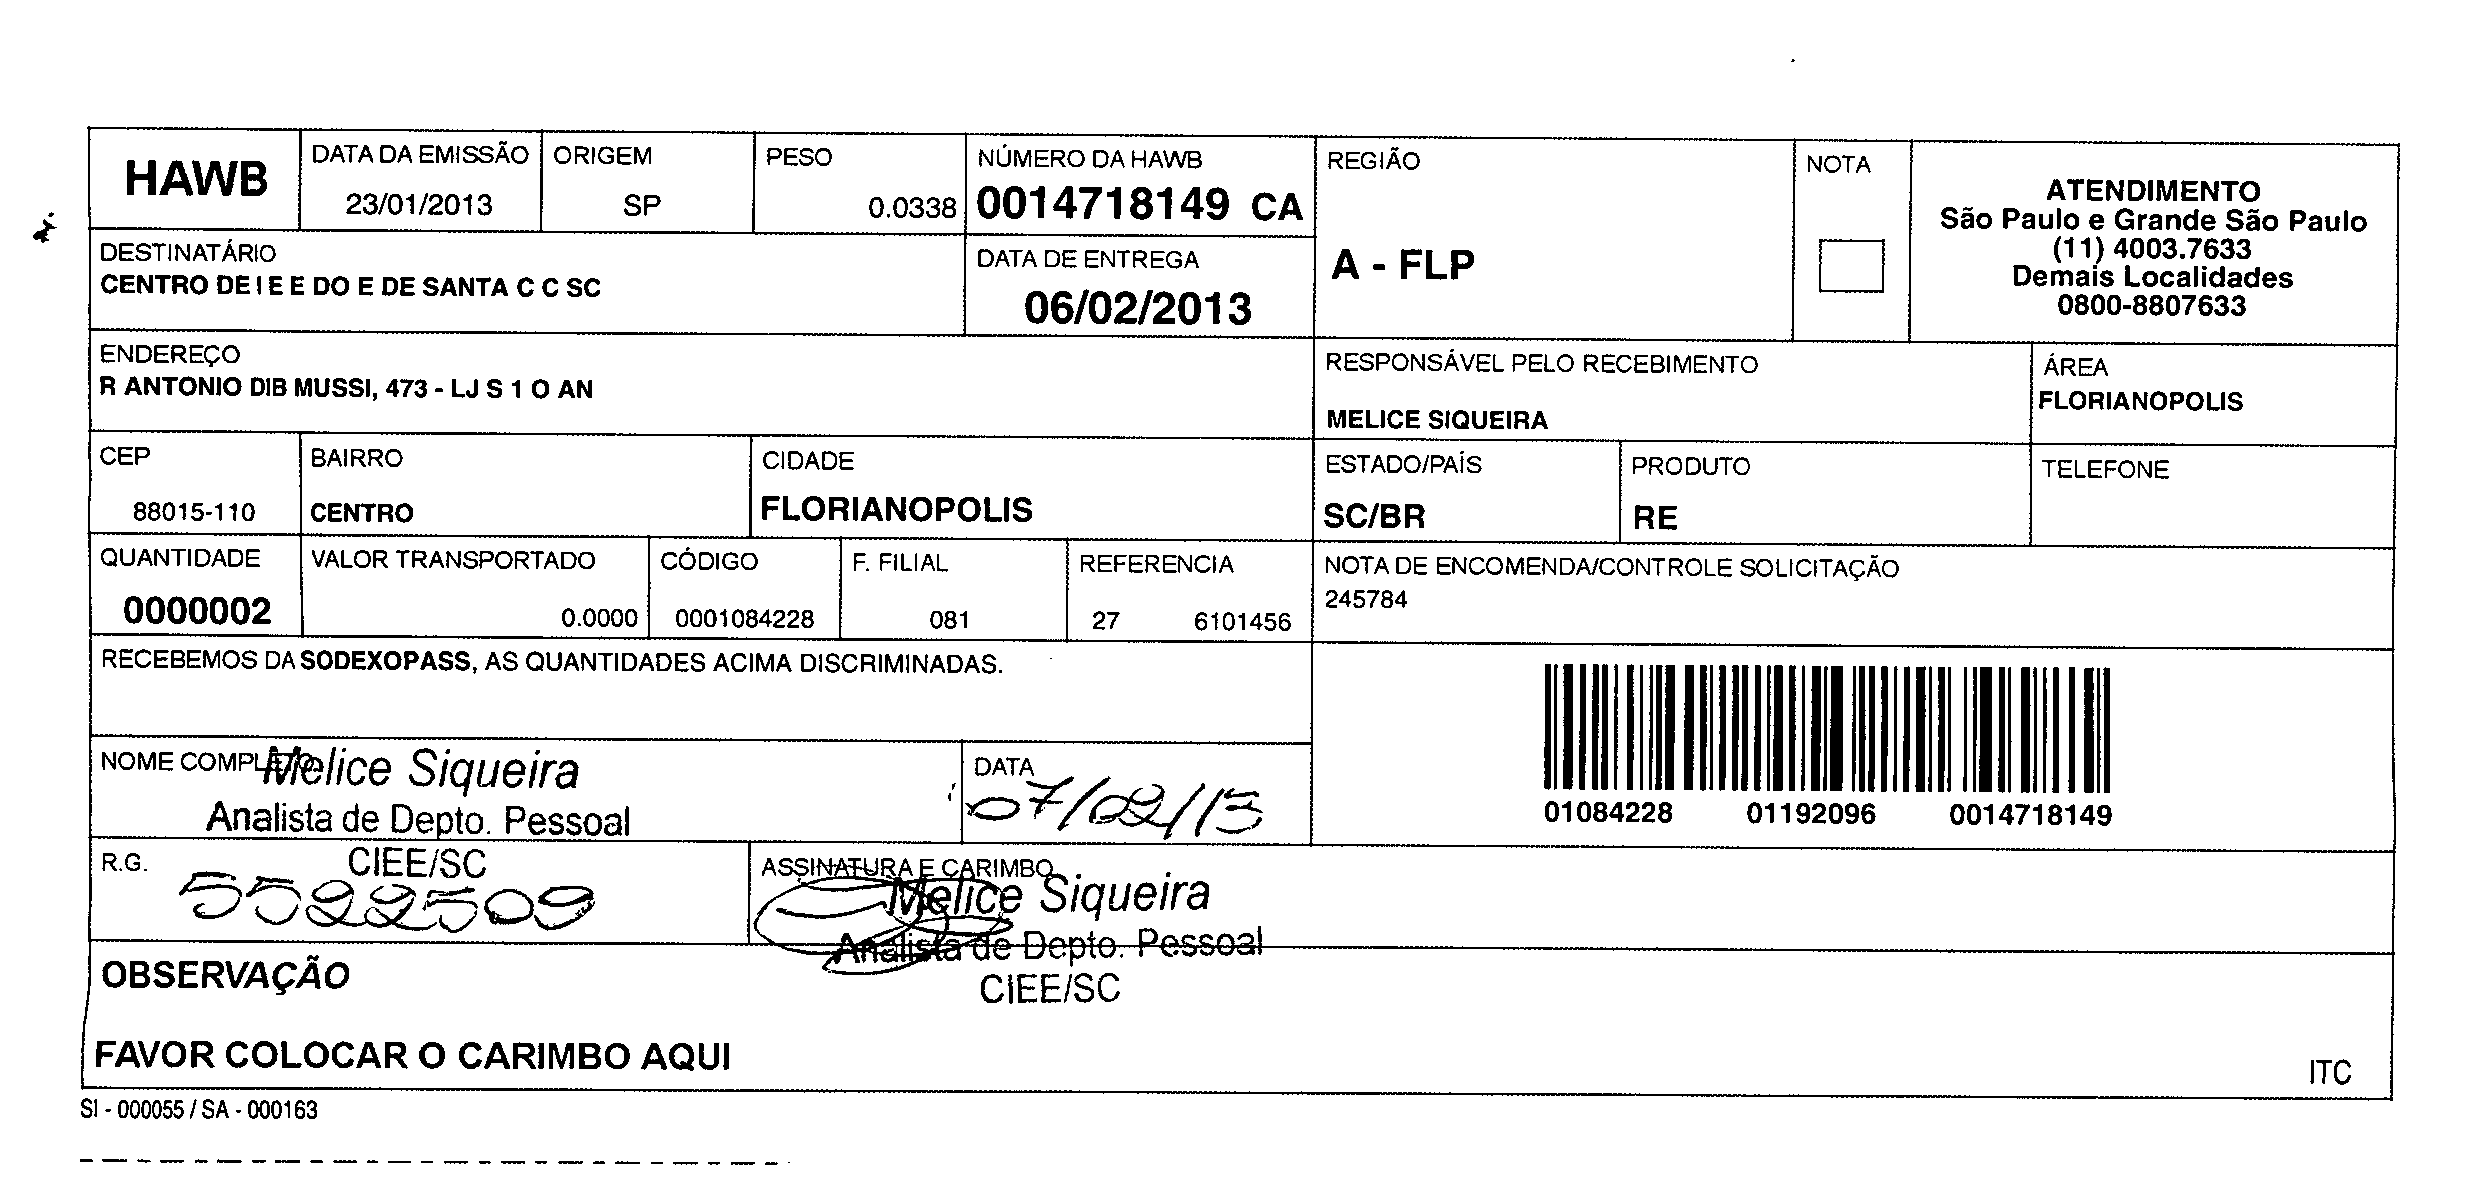 HAWB
DATA DA EMISSÃO
23/01/2013
ORIGEM
SP
PESO
0.0338
NÚMERO DA HAWB
0014718149 CA
REGIÃO
A - FLP
NOTA
ATENDIMENTO
São Paulo e Grande São Paulo
(11) 4003.7633
Demais Localidades
0800-8807633
DESTINATÁRIO
CENTRO DE I E E DO E DE SANTA C C SC
DATA DE ENTREGA
06/02/2013
ENDEREÇO
R ANTONIO DIB MUSSI, 473 - LJ S 1 O AN
RESPONSÁVEL PELO RECEBIMENTO
MELICE SIQUEIRA
ÁREA
FLORIANOPOLIS
CEP
88015-110
BAIRRO
CENTRO
CIDADE
FLORIANOPOLIS
ESTADO/PAÍS
SC/BR
PRODUTO
RE
TELEFONE
QUANTIDADE
0000002
VALOR TRANSPORTADO
0.0000
CÓDIGO
0001084228
F. FILIAL
081
REFERENCIA
27 6101456
NOTA DE ENCOMENDA/CONTROLE SOLICITAÇÃO
245784
RECEBEMOS DA SODEXOPASS, AS QUANTIDADES ACIMA DISCRIMINADAS.
01084228 01192096 0014718149
NOME COMPLETO
Melice Siqueira
Analista de Depto. Pessoal
CIEE/SC
DATA
07/02/13
R.G.
5522509
ASSINATURA E CARIMBO
Melice Siqueira
Analista de Depto. Pessoal
CIEE/SC
OBSERVAÇÃO
FAVOR COLOCAR O CARIMBO AQUI
ITC
SI - 000055 / SA - 000163